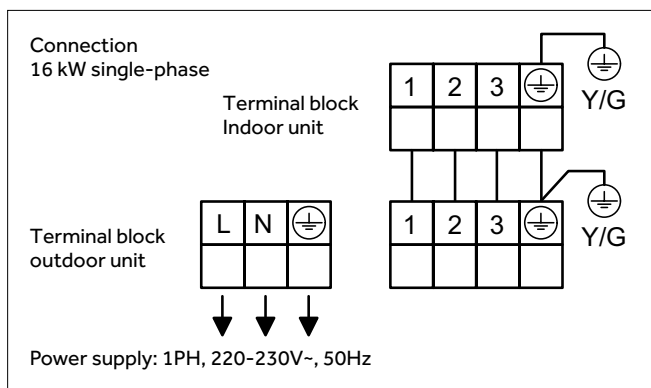 Connection
16 kW single-phase
Terminal block
Indoor unit
1 2 3
Y/G
Terminal block
outdoor unit
L N
1 2 3
Y/G
Power supply: 1PH, 220-230V~, 50Hz